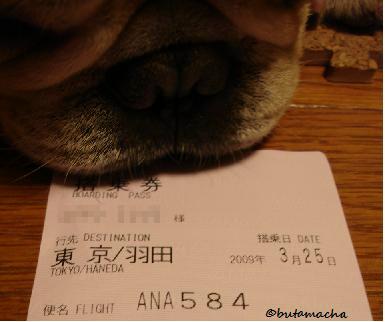 搭乗券
BOARDING PASS
様
行先 DESTINATION 搭乗日 DATE
東京/羽田 2009年 3月25日
TOKYO/HANEDA
便名 FLIGHT ANA584
@butamacha